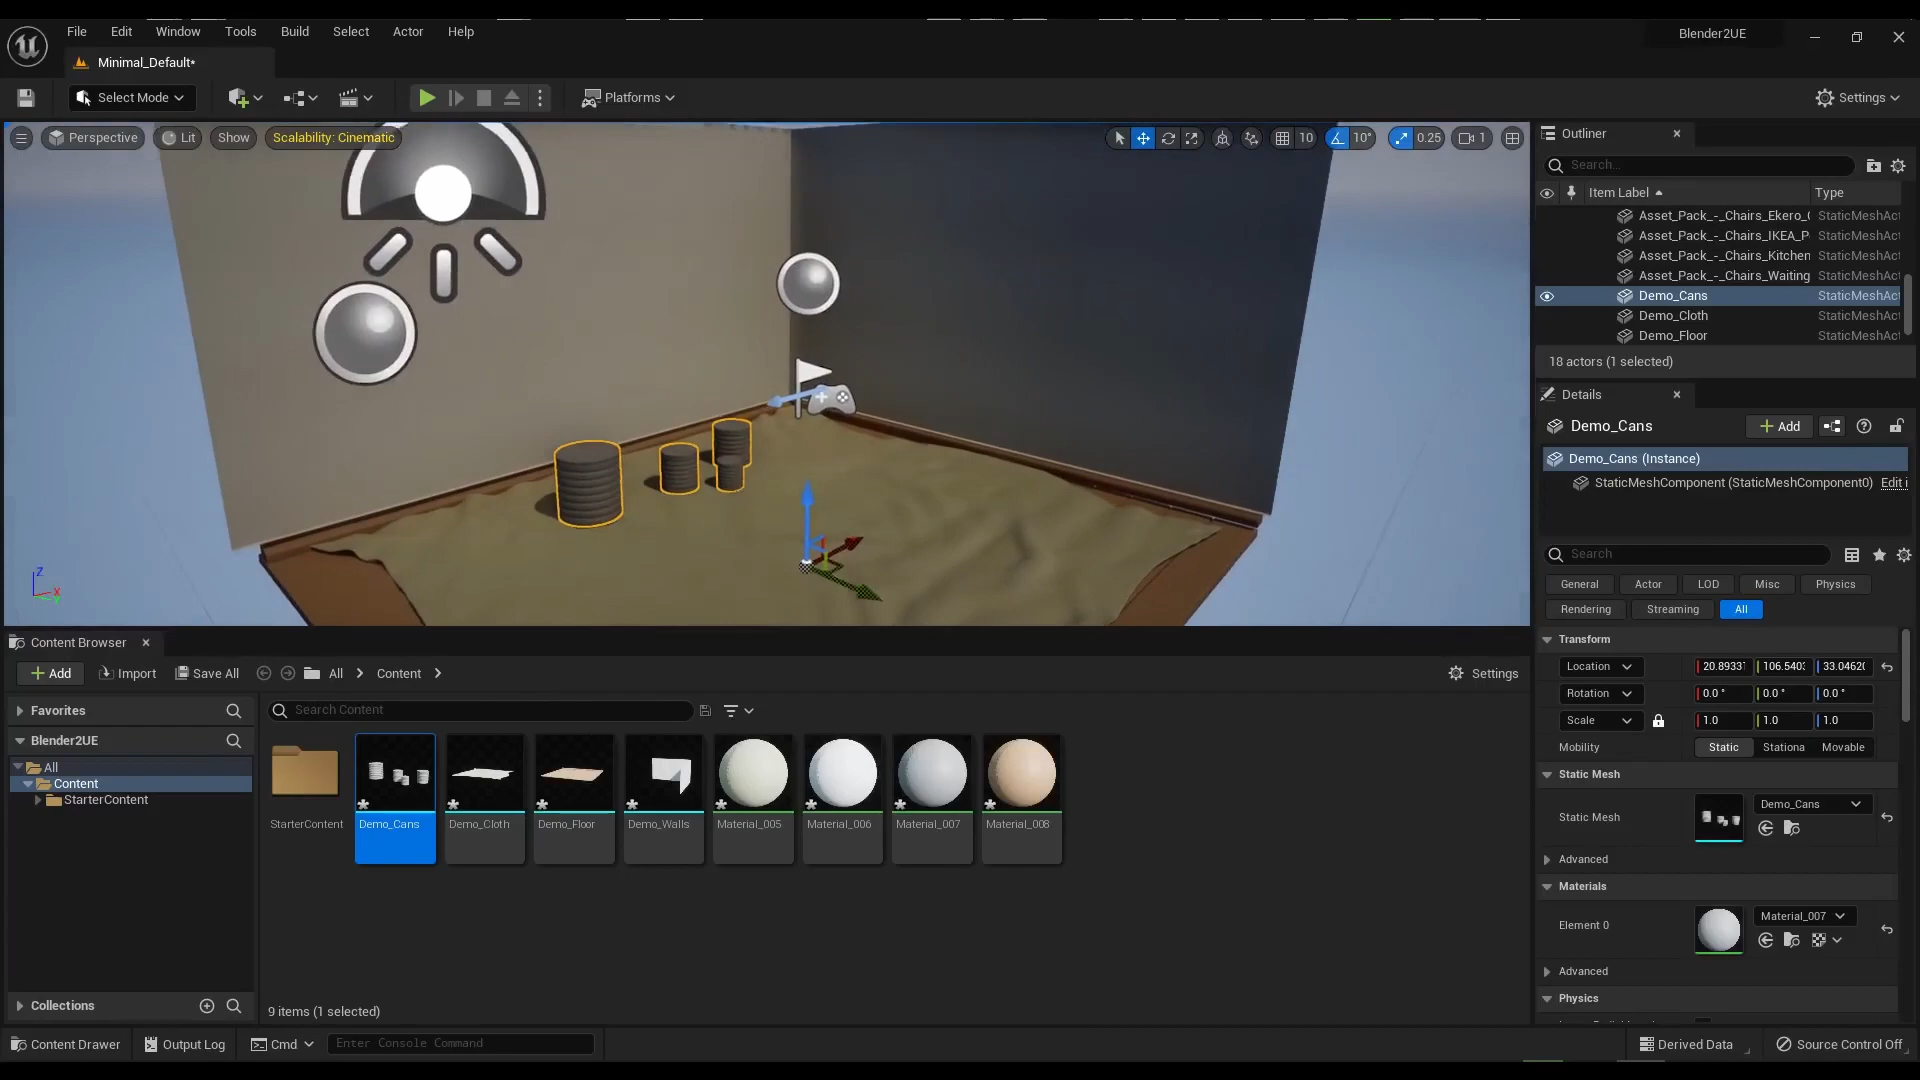 File Edit Window Tools Build Select Actor Help
Blender2UE
Minimal_Default*
Select Mode
Platforms
Settings
Perspective Lit Show Scalability: Cinematic
10 10° 0.25 1
Z
X
Outliner
Search...
Item Label Type
Asset_Pack_-_Chairs_Ekero_( StaticMeshAct
Asset_Pack_-_Chairs_IKEA_P StaticMeshAct
Asset_Pack_-_Chairs_Kitchen StaticMeshAct
Asset_Pack_-_Chairs_Waiting StaticMeshAct
Demo_Cans StaticMeshAct
Demo_Cloth StaticMeshAct
Demo_Floor StaticMeshAct
18 actors (1 selected)
Details
Demo_Cans
Add
Demo_Cans (Instance)
StaticMeshComponent (StaticMeshComponent0) Edit i
Search
General Actor LOD Misc Physics
Rendering Streaming All
Transform
Location 20.8933 106.540 33.0462
Rotation 0.0 ° 0.0 ° 0.0 °
Scale 1.0 1.0 1.0
Mobility Static Stationa Movable
Static Mesh
Static Mesh Demo_Cans
Advanced
Materials
Element 0 Material_007
Advanced
Physics
Content Browser
Add Import Save All All Content
Settings
Favorites
Search Content
Blender2UE
All
Content
StarterContent
Collections
StarterContent Demo_Cans Demo_Cloth Demo_Floor Demo_Walls Material_005 Material_006 Material_007 Material_008
9 items (1 selected)
Content Drawer Output Log Cmd Enter Console Command
Derived Data Source Control Off